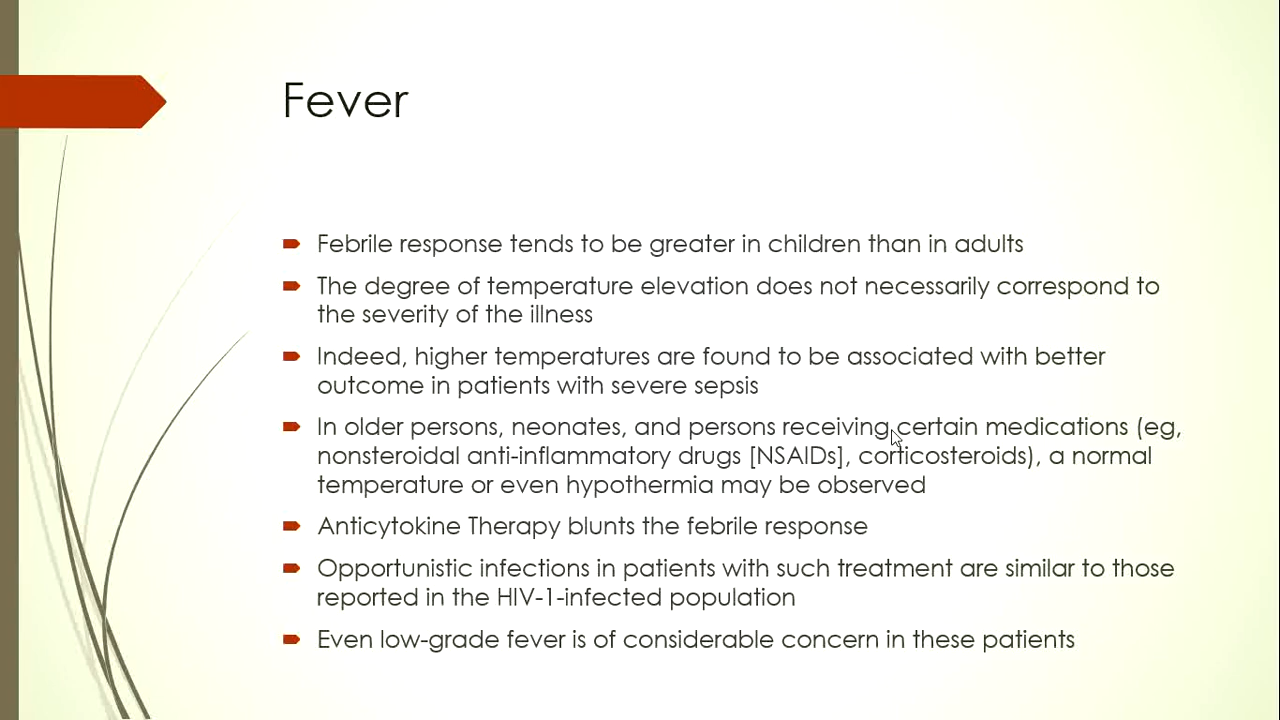 Fever
Febrile response tends to be greater in children than in adults
The degree of temperature elevation does not necessarily correspond to
the severity of the illness
Indeed, higher temperatures are found to be associated with better
outcome in patients with severe sepsis
In older persons, neonates, and persons receiving certain medications (eg,
nonsteroidal anti-inflammatory drugs [NSAIDs], corticosteroids), a normal
temperature or even hypothermia may be observed
Anticytokine Therapy blunts the febrile response
Opportunistic infections in patients with such treatment are similar to those
reported in the HIV-1-infected population
Even low-grade fever is of considerable concern in these patients